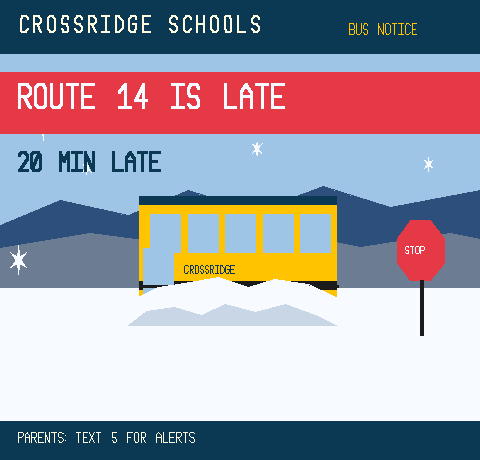 CROSSRIDGE SCHOOLS
BUS NOTICE
ROUTE 14 IS LATE
20 MIN LATE
CROSSRIDGE
STOP
PARENTS: TEXT 5 FOR ALERTS